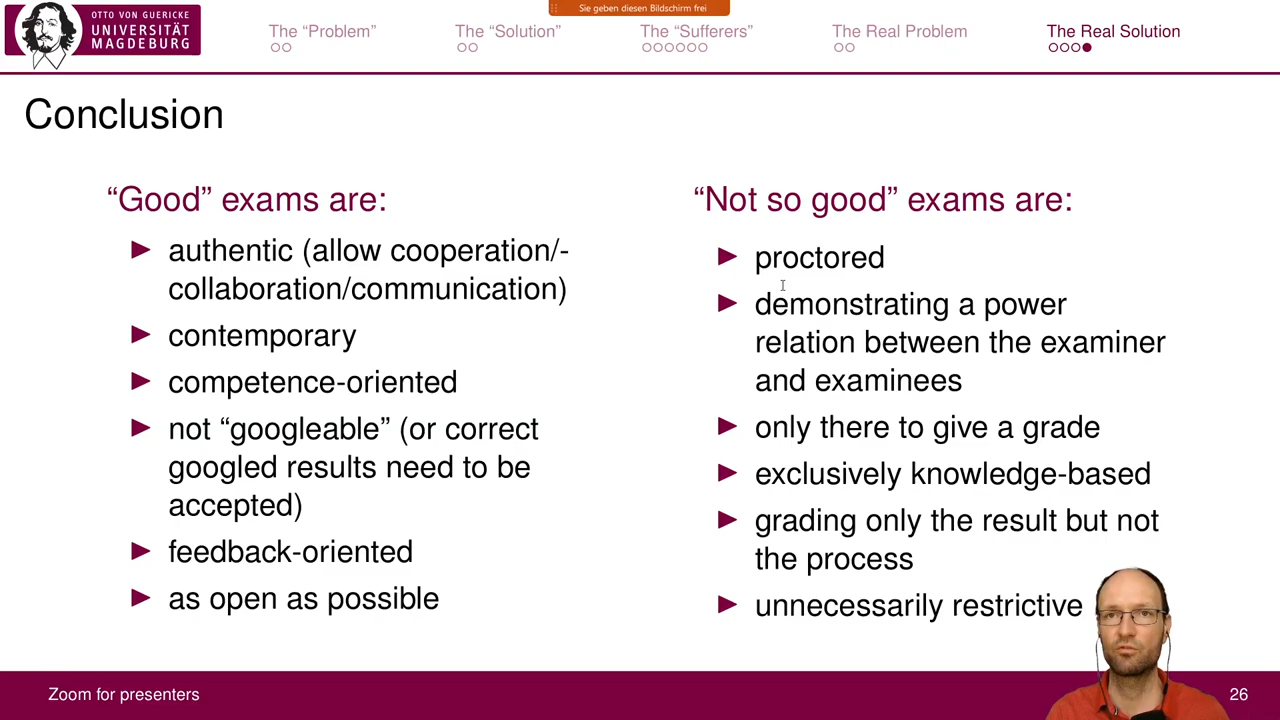 Sie geben diesen Bildschirm frei
OTTO VON GUERICKE
UNIVERSITÄT
MAGDEBURG
The “Problem”
The “Solution”
The “Sufferers”
The Real Problem
The Real Solution
Conclusion
“Good” exams are:
authentic (allow cooperation/-
collaboration/communication)
contemporary
competence-oriented
not “googleable” (or correct
googled results need to be
accepted)
feedback-oriented
as open as possible
“Not so good” exams are:
proctored
demonstrating a power
relation between the examiner
and examinees
only there to give a grade
exclusively knowledge-based
grading only the result but not
the process
unnecessarily restrictive
Zoom for presenters
26